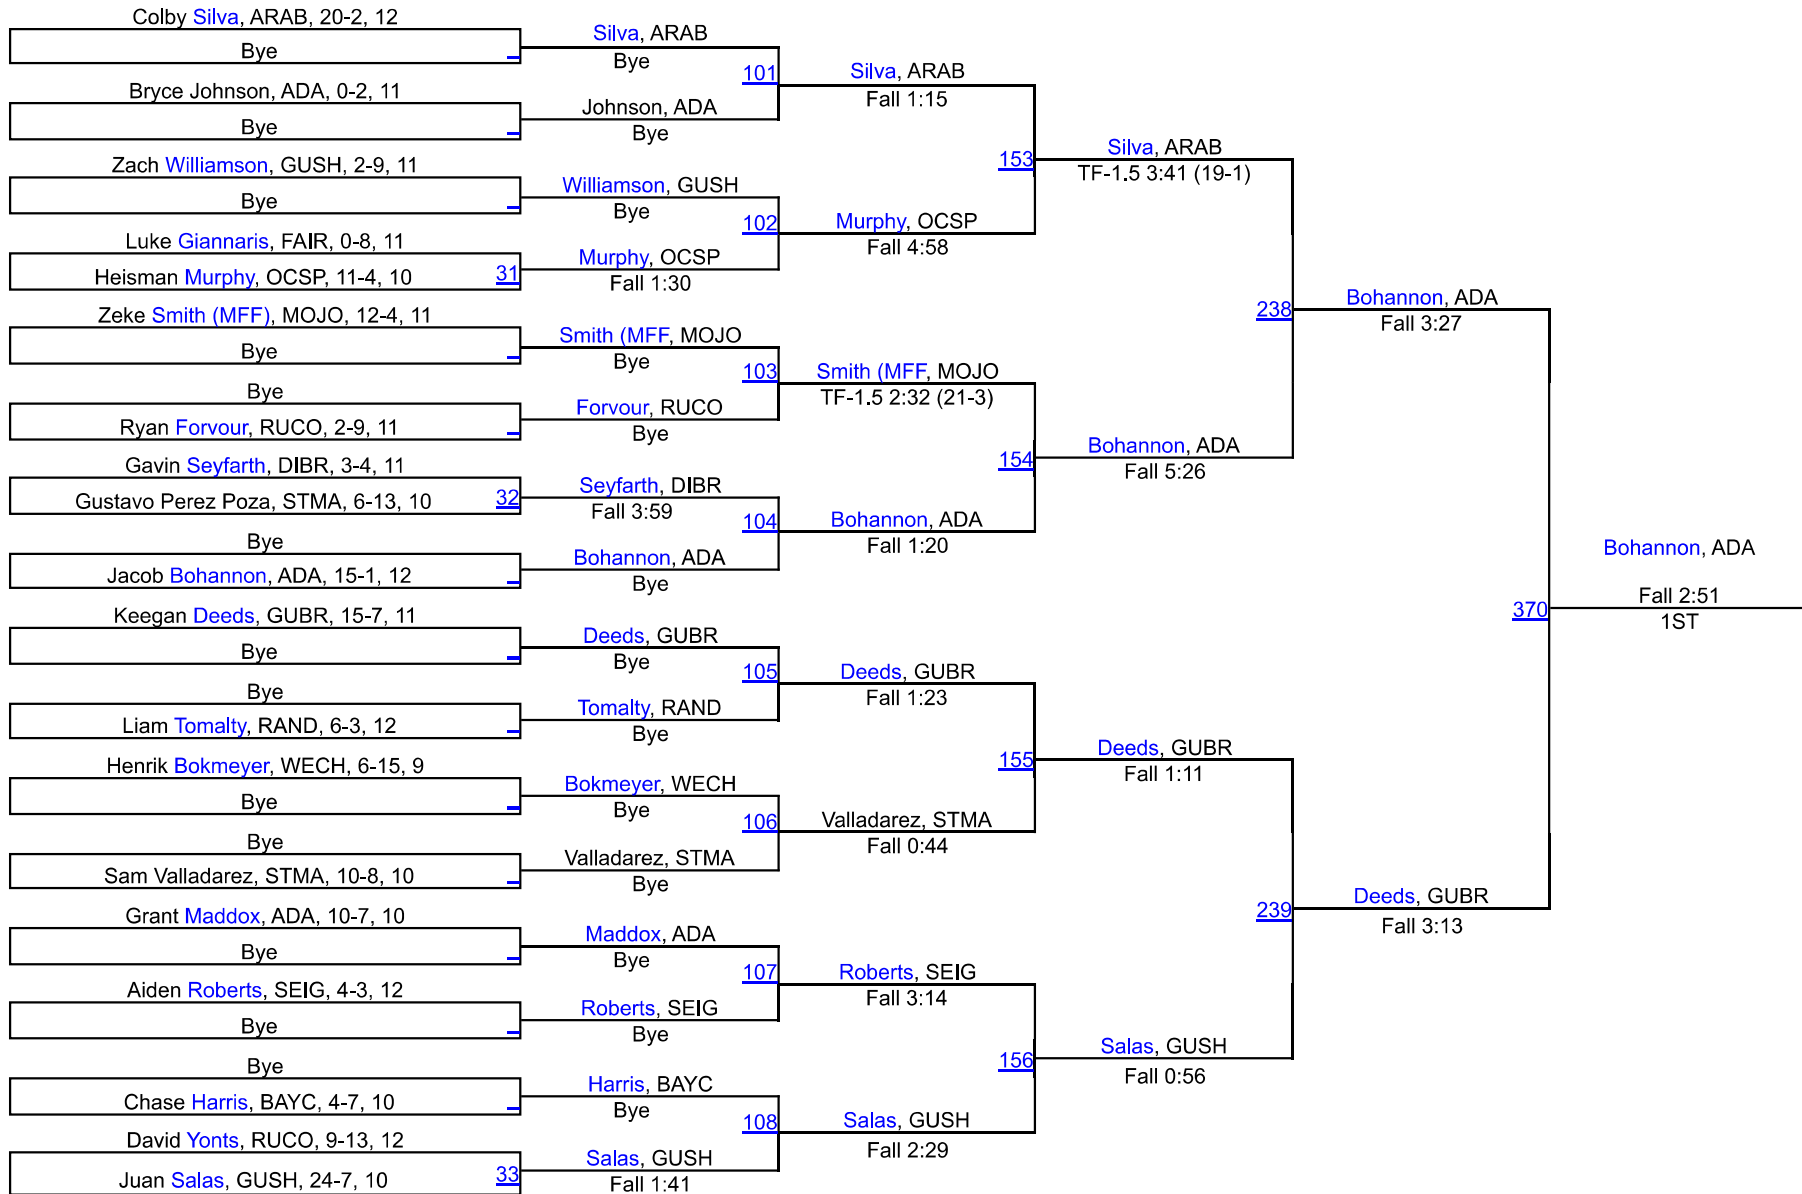 Colby Silva, ARAB, 20-2, 12
Bye
Bryce Johnson, ADA, 0-2, 11
Bye
Zach Williamson, GUSH, 2-9, 11
Bye
Luke Giannaris, FAIR, 0-8, 11
Heisman Murphy, OCSP, 11-4, 10
31
Zeke Smith (MFF), MOJO, 12-4, 11
Bye
Bye
Ryan Forvour, RUCO, 2-9, 11
Gavin Seyfarth, DIBR, 3-4, 11
Gustavo Perez Poza, STMA, 6-13, 10
32
Bye
Jacob Bohannon, ADA, 15-1, 12
Keegan Deeds, GUBR, 15-7, 11
Bye
Bye
Liam Tomalty, RAND, 6-3, 12
Henrik Bokmeyer, WECH, 6-15, 9
Bye
Bye
Sam Valladarez, STMA, 10-8, 10
Grant Maddox, ADA, 10-7, 10
Bye
Aiden Roberts, SEIG, 4-3, 12
Bye
Bye
Chase Harris, BAYC, 4-7, 10
David Yonts, RUCO, 9-13, 12
Juan Salas, GUSH, 24-7, 10
33
Silva, ARAB
Bye
101
Johnson, ADA
Bye
Williamson, GUSH
Bye
102
Murphy, OCSP
Fall 1:30
Smith (MFF, MOJO
Bye
103
Forvour, RUCO
Bye
Seyfarth, DIBR
Fall 3:59
104
Bohannon, ADA
Bye
Deeds, GUBR
Bye
105
Tomalty, RAND
Bye
Bokmeyer, WECH
Bye
106
Valladarez, STMA
Bye
Maddox, ADA
Bye
107
Roberts, SEIG
Bye
Harris, BAYC
Bye
108
Salas, GUSH
Fall 1:41
Silva, ARAB
Fall 1:15
153
Murphy, OCSP
Fall 4:58
Smith (MFF, MOJO
TF-1.5 2:32 (21-3)
154
Bohannon, ADA
Fall 1:20
Deeds, GUBR
Fall 1:23
155
Valladarez, STMA
Fall 0:44
Roberts, SEIG
Fall 3:14
156
Salas, GUSH
Fall 2:29
Silva, ARAB
TF-1.5 3:41 (19-1)
238
Bohannon, ADA
Fall 5:26
Deeds, GUBR
Fall 1:11
239
Salas, GUSH
Fall 0:56
Bohannon, ADA
Fall 3:27
370
Deeds, GUBR
Fall 3:13
Bohannon, ADA
Fall 2:51
1ST